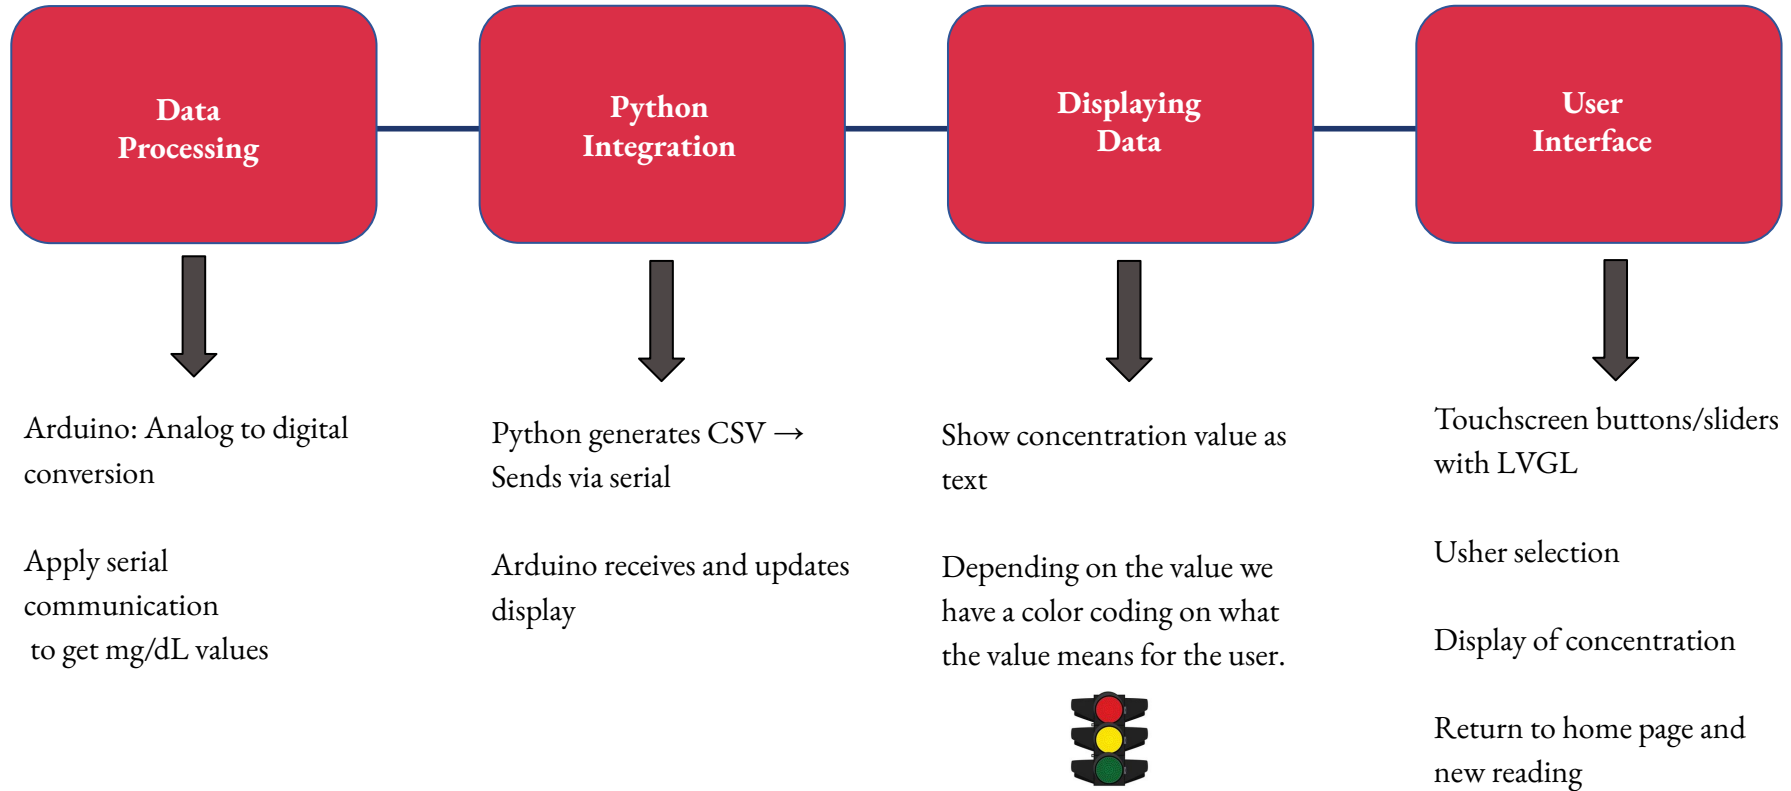 Data
Processing
Python
Integration
Displaying
Data
User
Interface
Arduino: Analog to digital
conversion
Apply serial
communication
to get mg/dL values
Python generates CSV →
Sends via serial
Arduino receives and updates
display
Show concentration value as
text
Depending on the value we
have a color coding on what
the value means for the user.
Touchscreen buttons/sliders
with LVGL
Usher selection
Display of concentration
Return to home page and
new reading